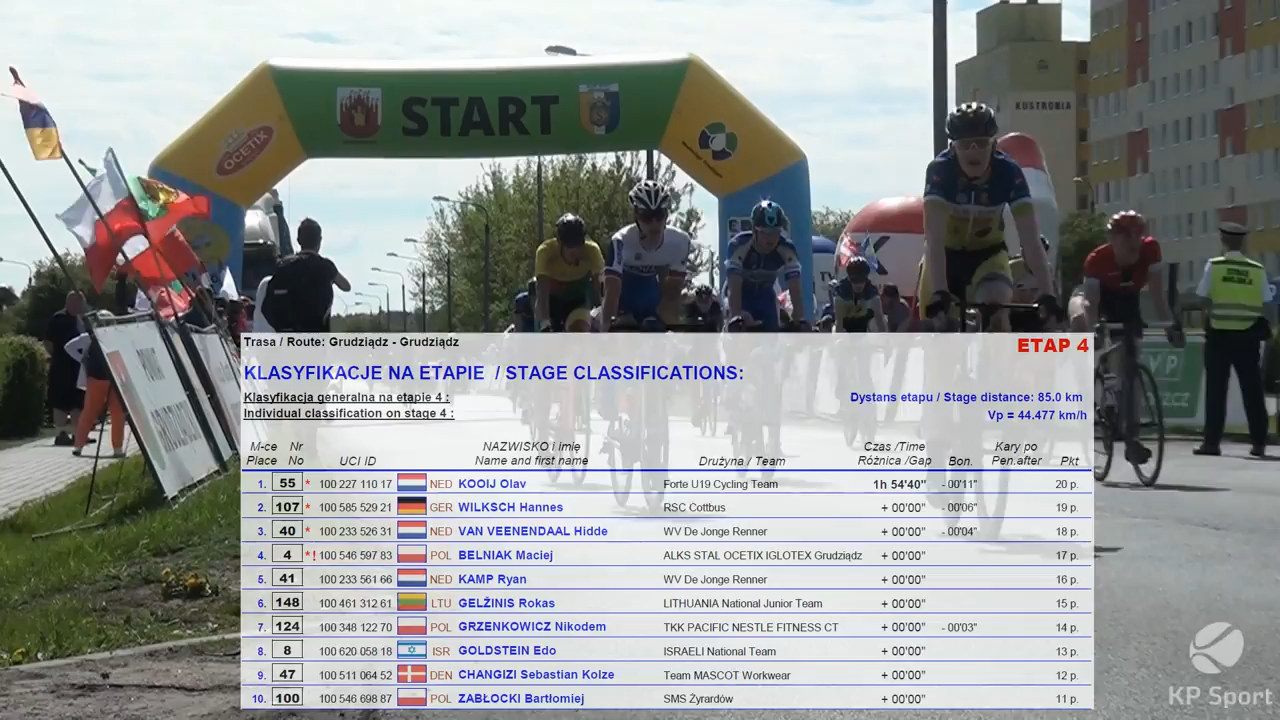 START
OCETIX
KUSTRONIA
Trasa / Route: Grudziądz - Grudziądz
ETAP 4
KLASYFIKACJE NA ETAPIE / STAGE CLASSIFICATIONS:
Klasyfikacja generalna na etapie 4 :
Dystans etapu / Stage distance: 85.0 km
Individual classification on stage 4 :
Vp = 44.477 km/h
M-ce Nr NAZWISKO i imię Czas /Time Kary po
Place No UCI ID Name and first name Drużyna / Team Różnica /Gap Bon. Pen.after Pkt
1. 55 * 100 227 110 17 NED KOOIJ Olav Forte U19 Cycling Team 1h 54'40" - 00'11" 20 p.
2. 107 * 100 585 529 21 GER WILKSCH Hannes RSC Cottbus + 00'00" - 00'06" 19 p.
3. 40 * 100 233 526 31 NED VAN VEENENDAAL Hidde WV De Jonge Renner + 00'00" - 00'04" 18 p.
4. 4 * ! 100 546 597 83 POL BELNIAK Maciej ALKS STAL OCETIX IGLOTEX Grudziądz + 00'00" 17 p.
5. 41 100 233 561 66 NED KAMP Ryan WV De Jonge Renner + 00'00" 16 p.
6. 148 100 461 312 61 LTU GELŽINIS Rokas LITHUANIA National Junior Team + 00'00" 15 p.
7. 124 100 348 122 70 POL GRZENKOWICZ Nikodem TKK PACIFIC NESTLE FITNESS CT + 00'00" - 00'03" 14 p.
8. 8 100 620 058 18 ISR GOLDSTEIN Edo ISRAELI National Team + 00'00" 13 p.
9. 47 100 511 064 52 DEN CHANGIZI Sebastian Kolze Team MASCOT Workwear + 00'00" 12 p.
10. 100 100 546 698 87 POL ZABŁOCKI Bartłomiej SMS Żyrardów + 00'00" 11 p.
KP Sport